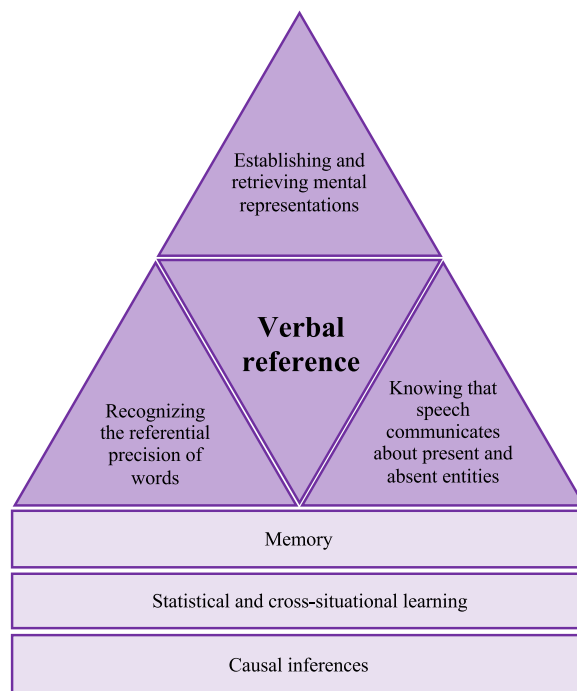 Establishing and
retrieving mental
representations
Verbal
reference
Recognizing
the referential
precision of
words
Knowing that
speech
communicates
about present and
absent entities
Memory
Statistical and cross-situational learning
Causal inferences